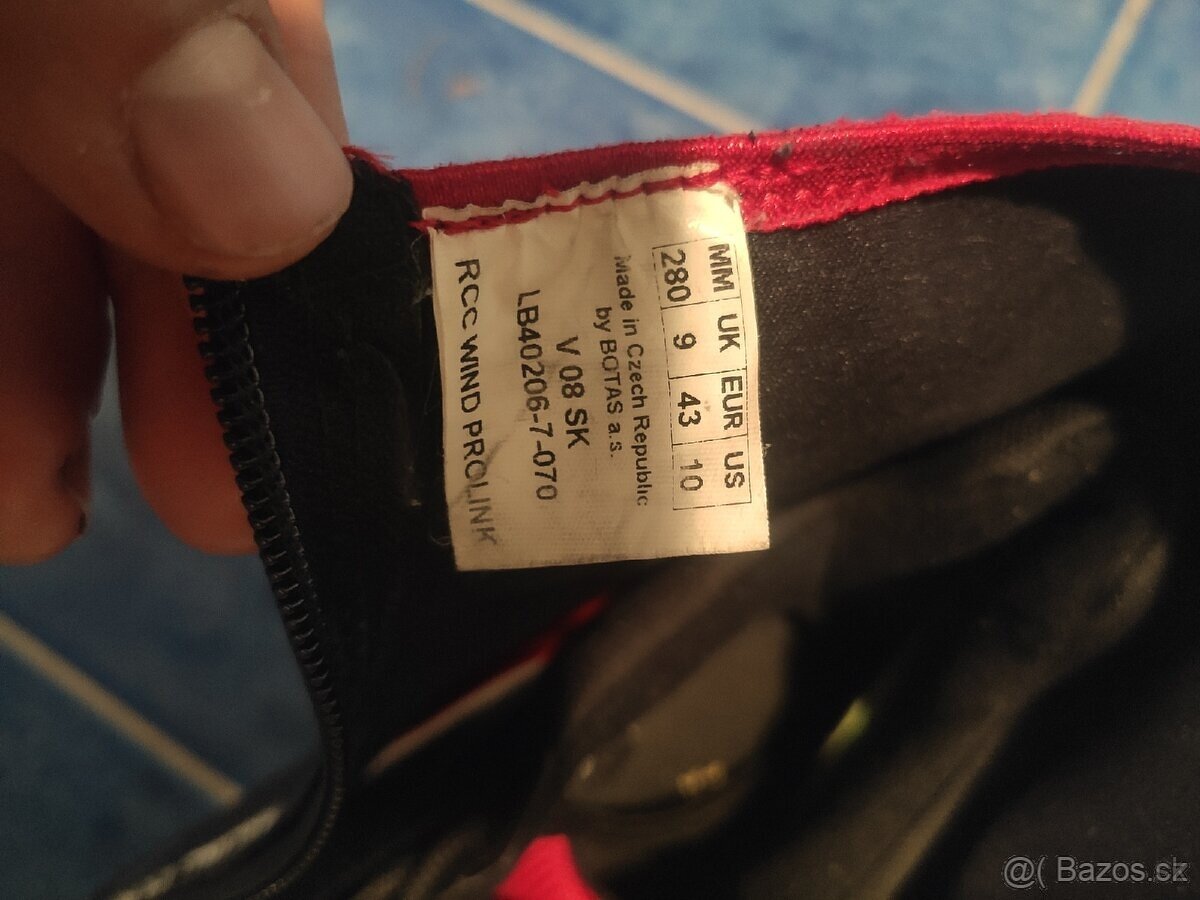 MM UK EUR US
280 9 43 10
Made in Czech Republic
by BOTAS a.s.
V 08 SK
LB40206-7-070
RCC WIND PROLINK
@( Bazos.sk